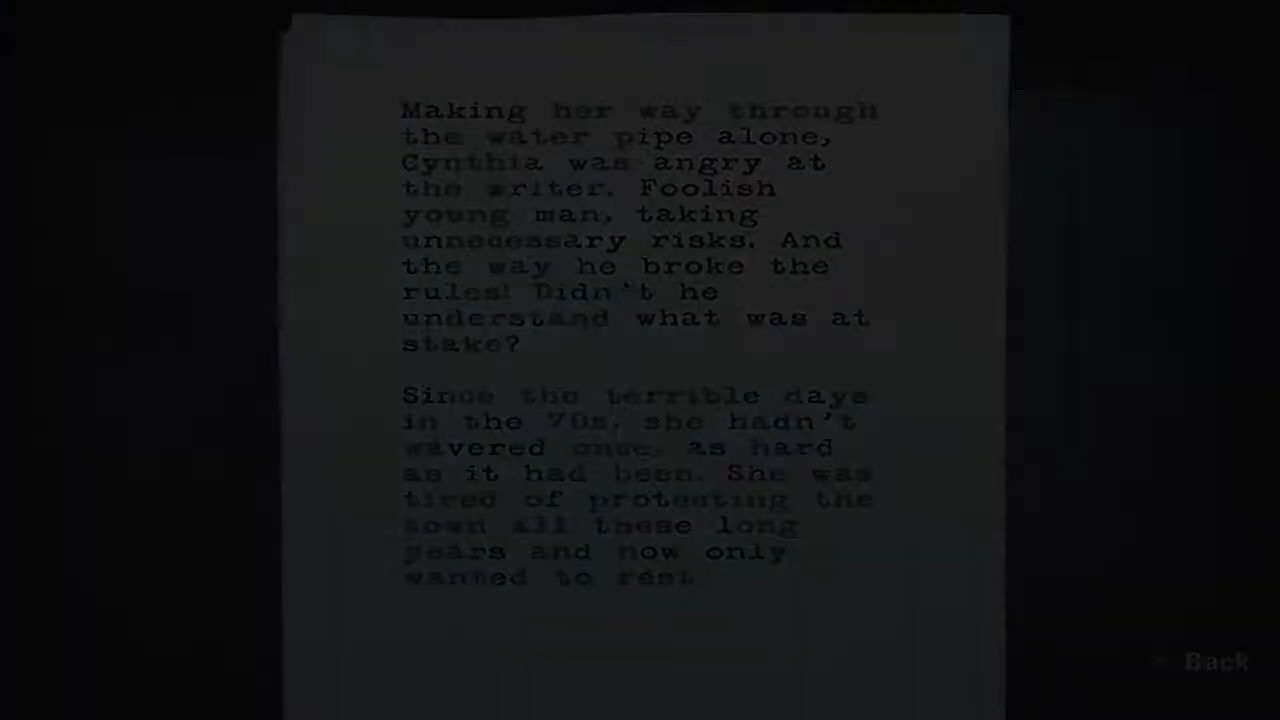 Making her way through
the water pipe alone,
Cynthia was angry at
the writer. Foolish
young man, taking
unnecessary risks. And
the way he broke the
rules! Didn't he
understand what was at
stake?
Since the terrible days
in the 70s, she hadn't
wavered once, as hard
as it had been. She was
tired of protecting the
town all these long
years and now only
wanted to rest.
Back